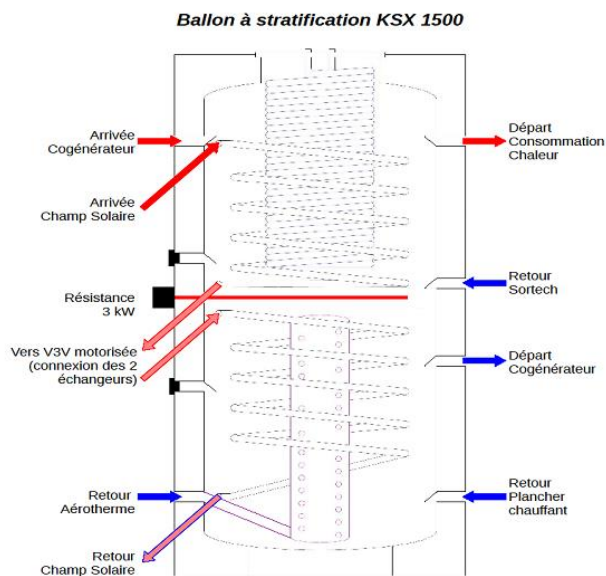 Ballon à stratification KSX 1500
Arrivée
Cogénérateur
Départ
Consommation
Chaleur
Arrivée
Champ Solaire
Retour
Sortech
Résistance
3 kW
Vers V3V motorisée
(connexion des 2
échangeurs)
Départ
Cogénérateur
Retour
Aérotherme
Retour
Plancher
chauffant
Retour
Champ Solaire